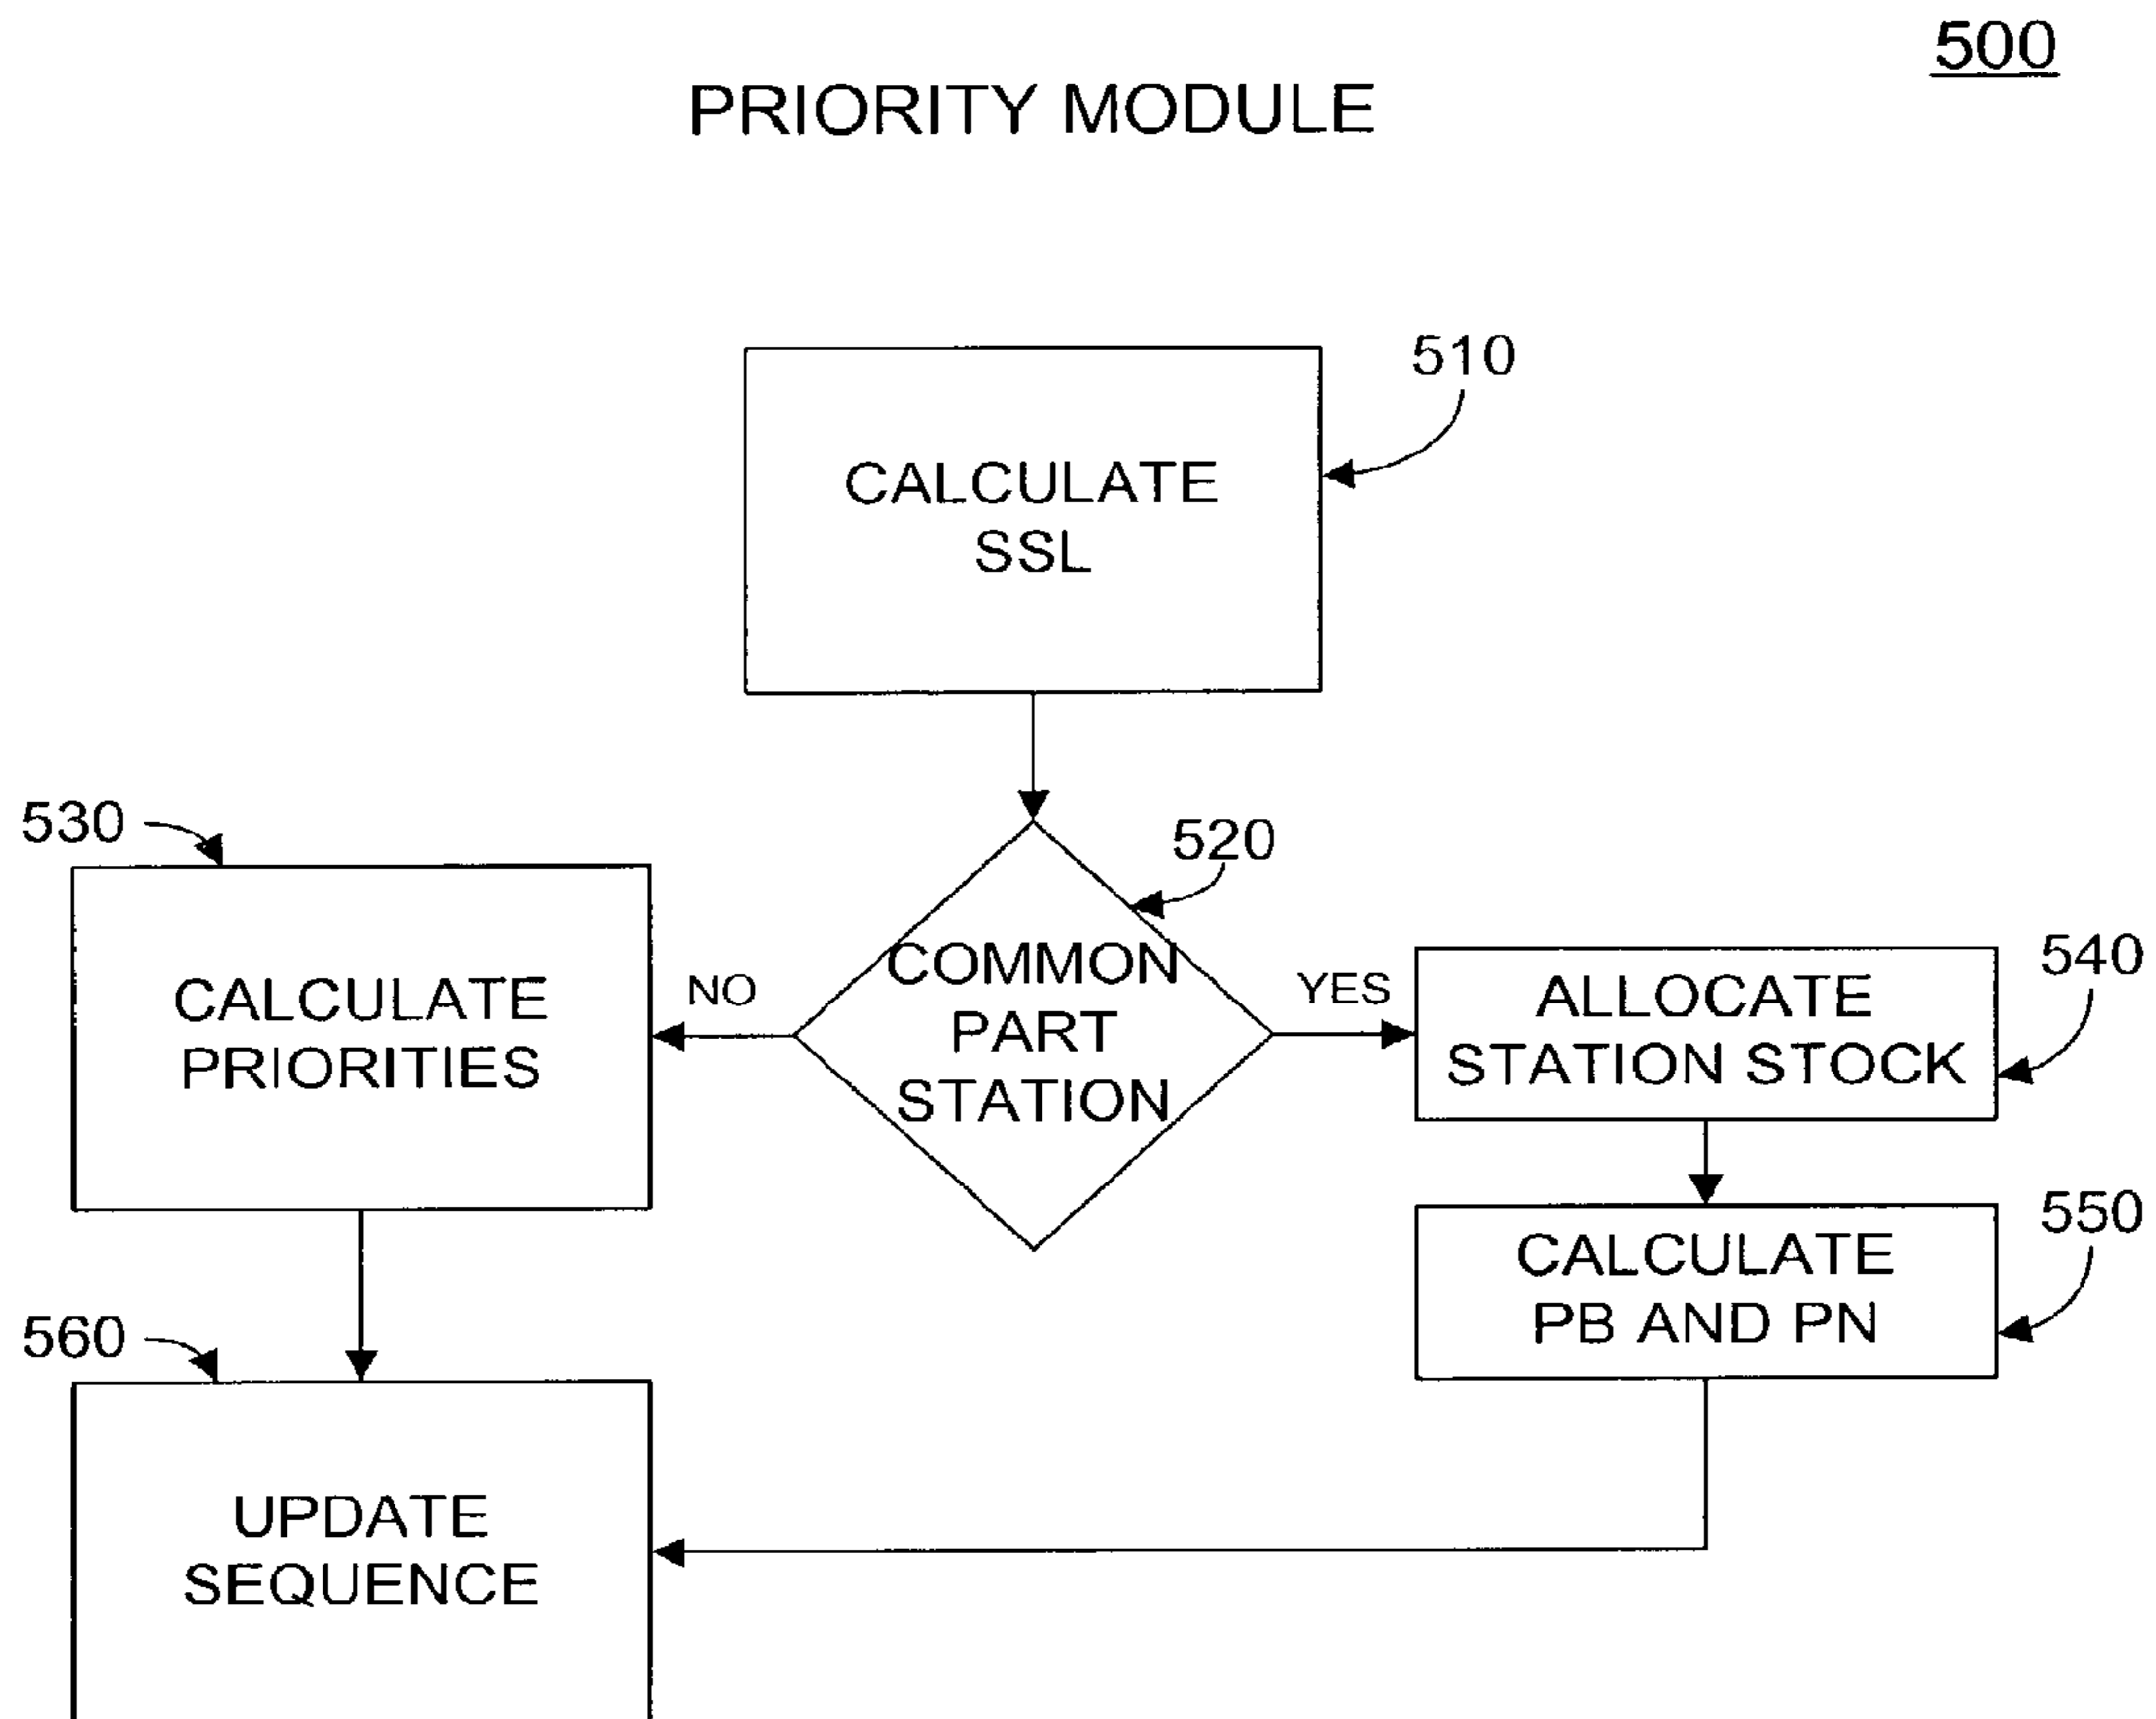 500
PRIORITY MODULE
510
CALCULATE
SSL
530
520
CALCULATE
PRIORITIES
NO
COMMON
PART
STATION
YES
ALLOCATE
STATION STOCK
540
CALCULATE
PB AND PN
550
560
UPDATE
SEQUENCE